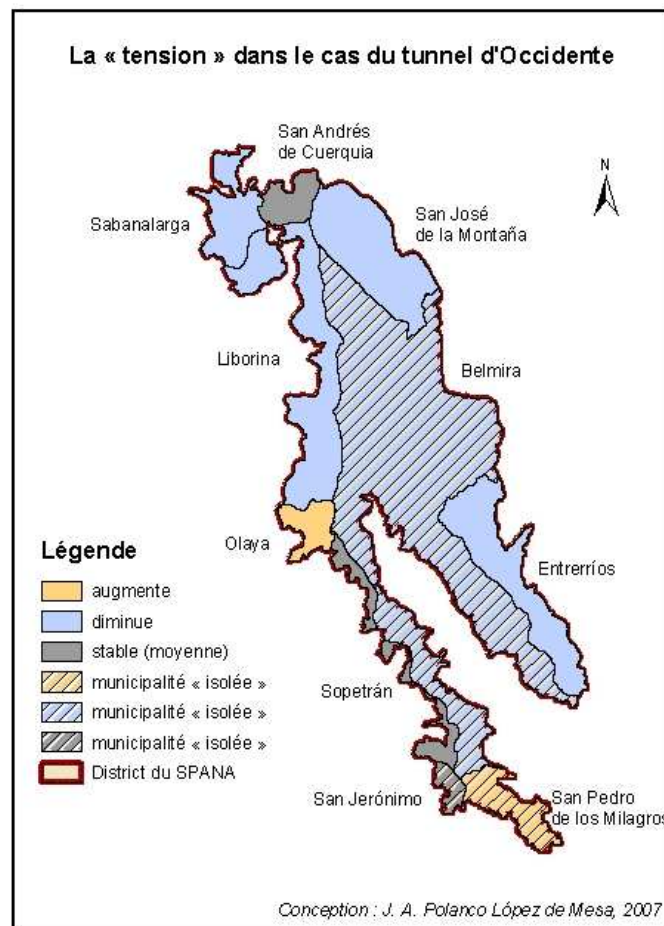 La « tension » dans le cas du tunnel d'Occidente
San Andrés
de Cuerquia
N
Sabanalarga
San José
de la Montaña
Liborina
Belmira
Olaya
Entrerríos
Légende
augmente
diminue
stable (moyenne)
municipalité « isolée »
municipalité « isolée »
municipalité « isolée »
District du SPANA
Sopetrán
San Jerónimo
San Pedro
de los Milagros
Conception : J. A. Polanco López de Mesa, 2007